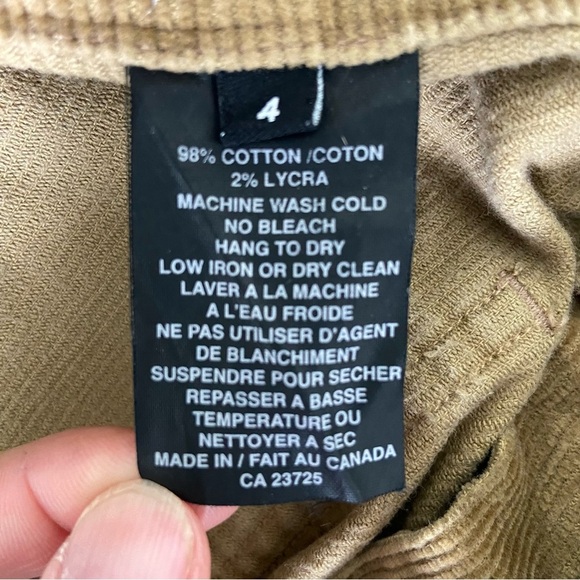 4
98% COTTON /COTON
2% LYCRA
MACHINE WASH COLD
NO BLEACH
HANG TO DRY
LOW IRON OR DRY CLEAN
LAVER A LA MACHINE
A L'EAU FROIDE
NE PAS UTILISER D'AGENT
DE BLANCHIMENT
SUSPENDRE POUR SECHER
REPASSER A BASSE
TEMPERATURE OU
NETTOYER A SEC
MADE IN / FAIT AU CANADA
CA 23725